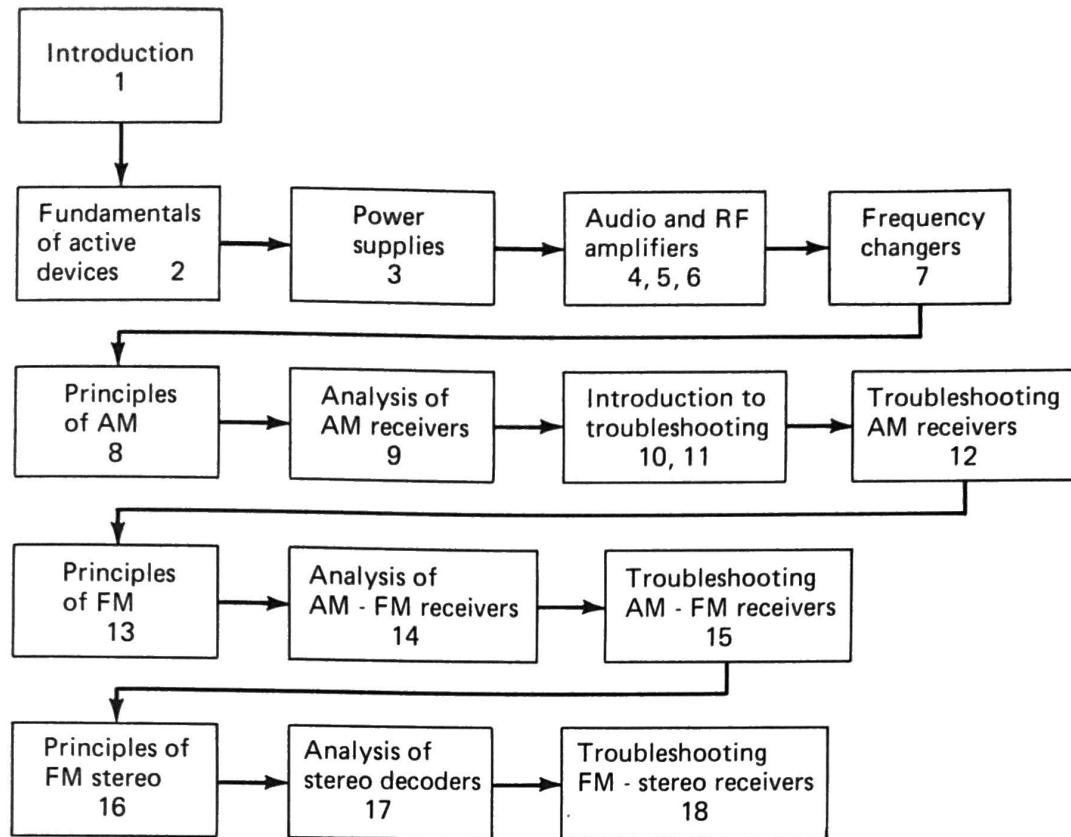 Introduction
1
Fundamentals
of active
devices 2
Power
supplies
3
Audio and RF
amplifiers
4, 5, 6
Frequency
changers
7
Principles
of AM
8
Analysis of
AM receivers
9
Introduction to
troubleshooting
10, 11
Troubleshooting
AM receivers
12
Principles
of FM
13
Analysis of
AM - FM receivers
14
Troubleshooting
AM - FM receivers
15
Principles of
FM stereo
16
Analysis of
stereo decoders
17
Troubleshooting
FM - stereo receivers
18